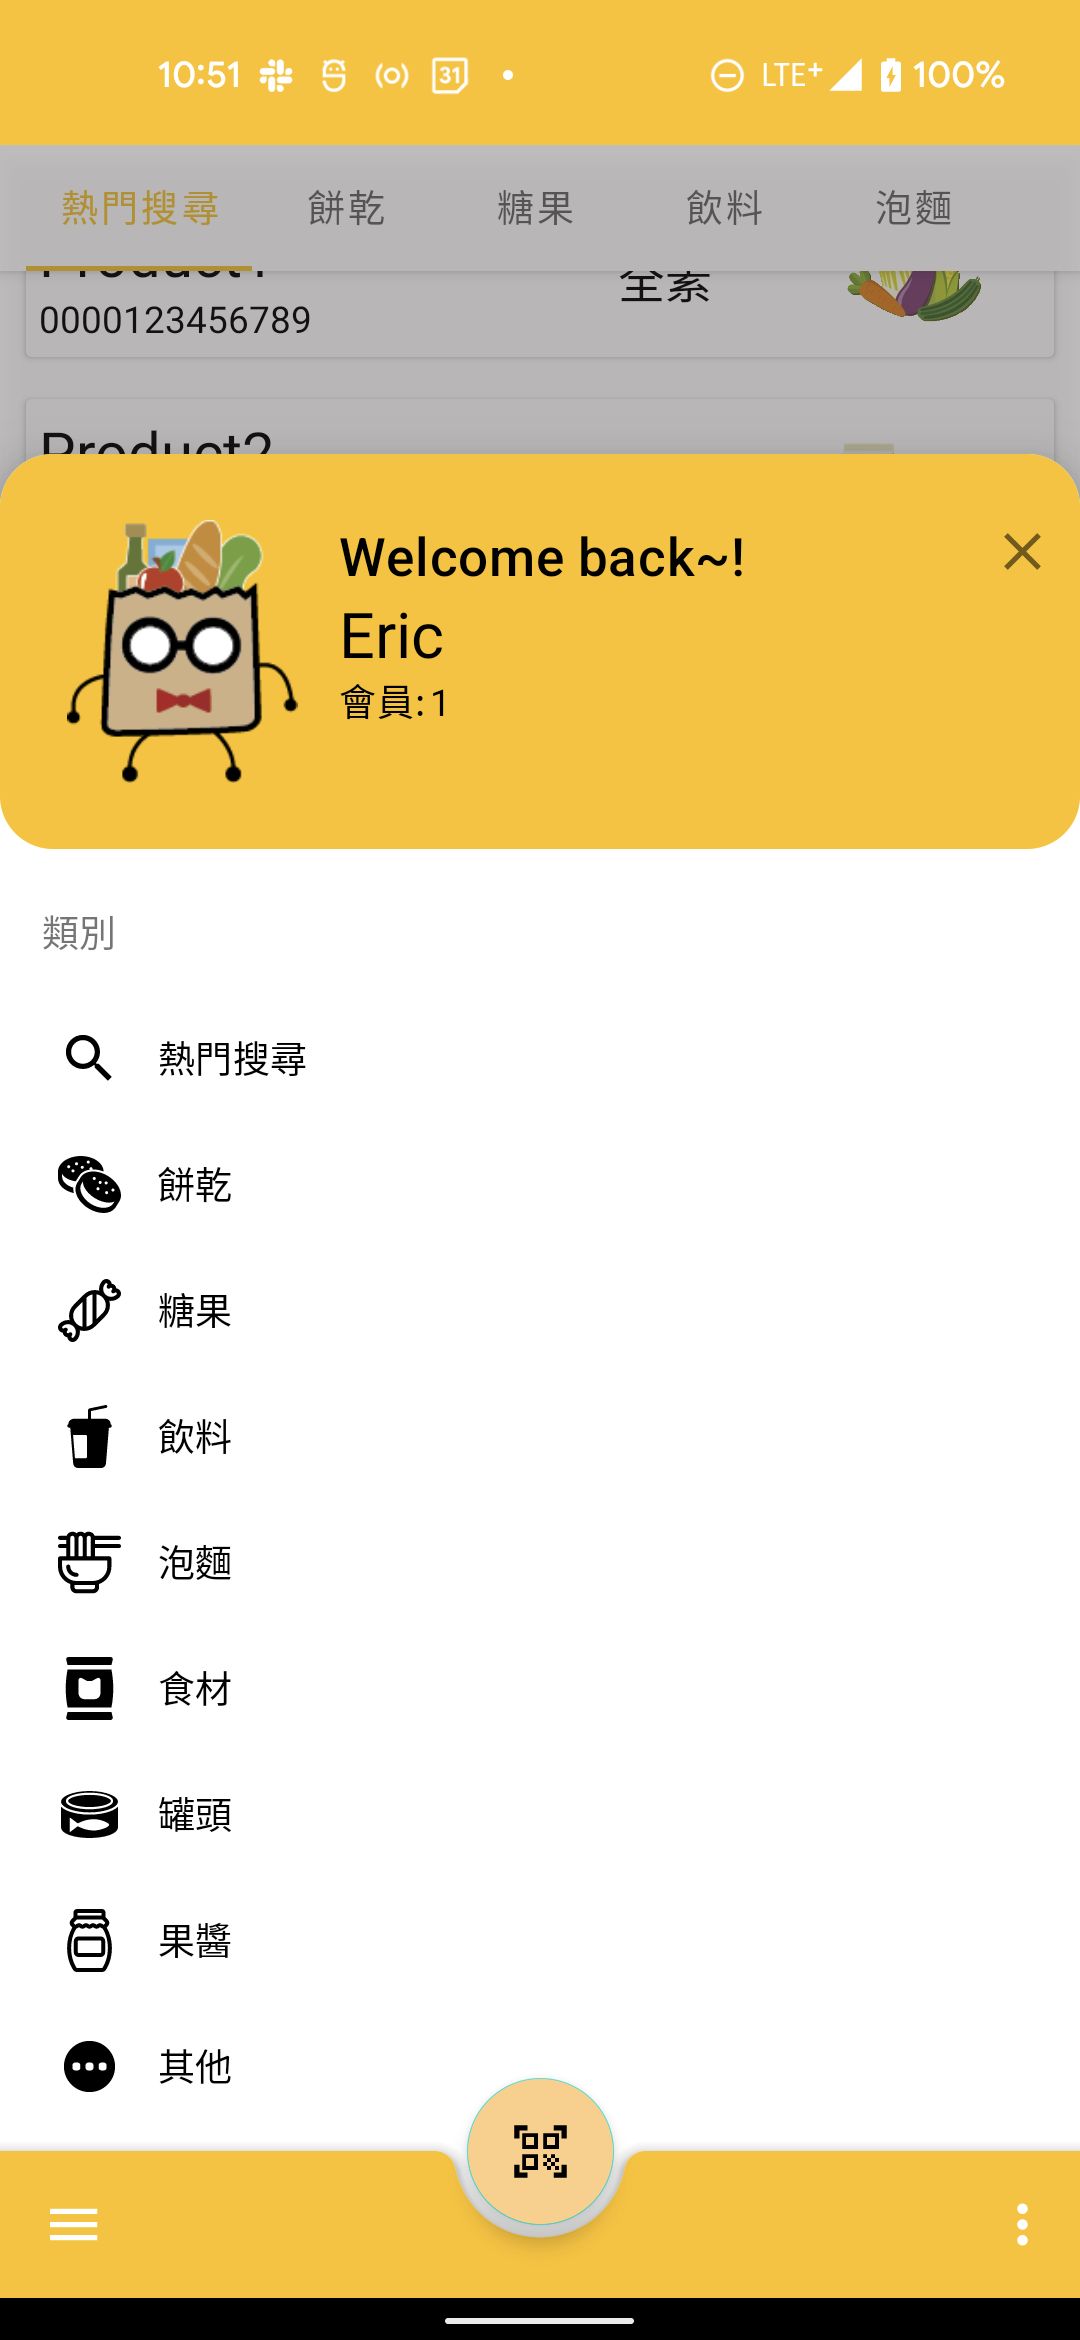 10:51 31 LTE+ 100%
熱門搜尋 餅乾 糖果 飲料 泡麵
Product1 全素
0000123456789
Product2
Welcome back~!
Eric
會員:1
類別
熱門搜尋
餅乾
糖果
飲料
泡麵
食材
罐頭
果醬
其他